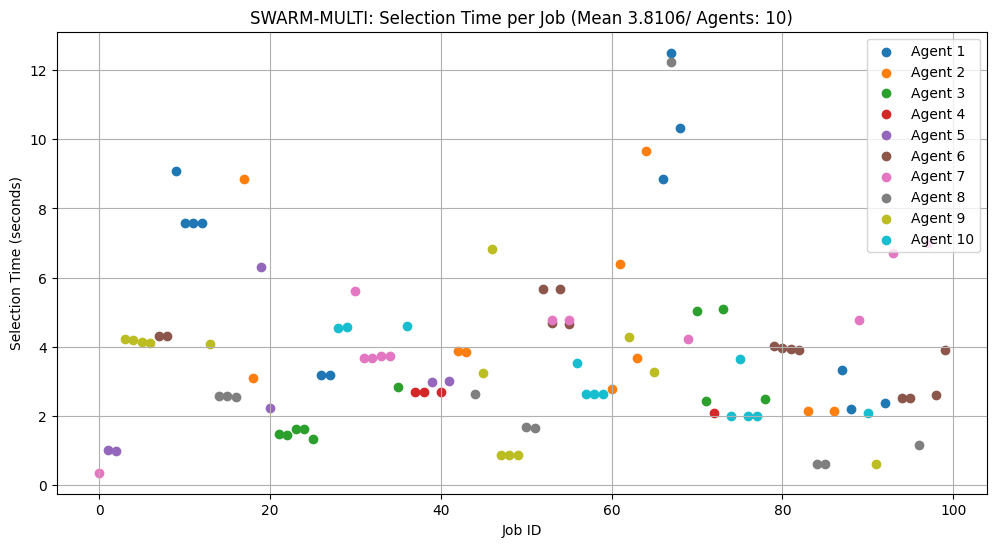 SWARM-MULTI: Selection Time per Job (Mean 3.8106/ Agents: 10)
Selection Time (seconds)
12
10
8
6
4
2
0
0
20
40
60
80
100
Job ID
Agent 1
Agent 2
Agent 3
Agent 4
Agent 5
Agent 6
Agent 7
Agent 8
Agent 9
Agent 10